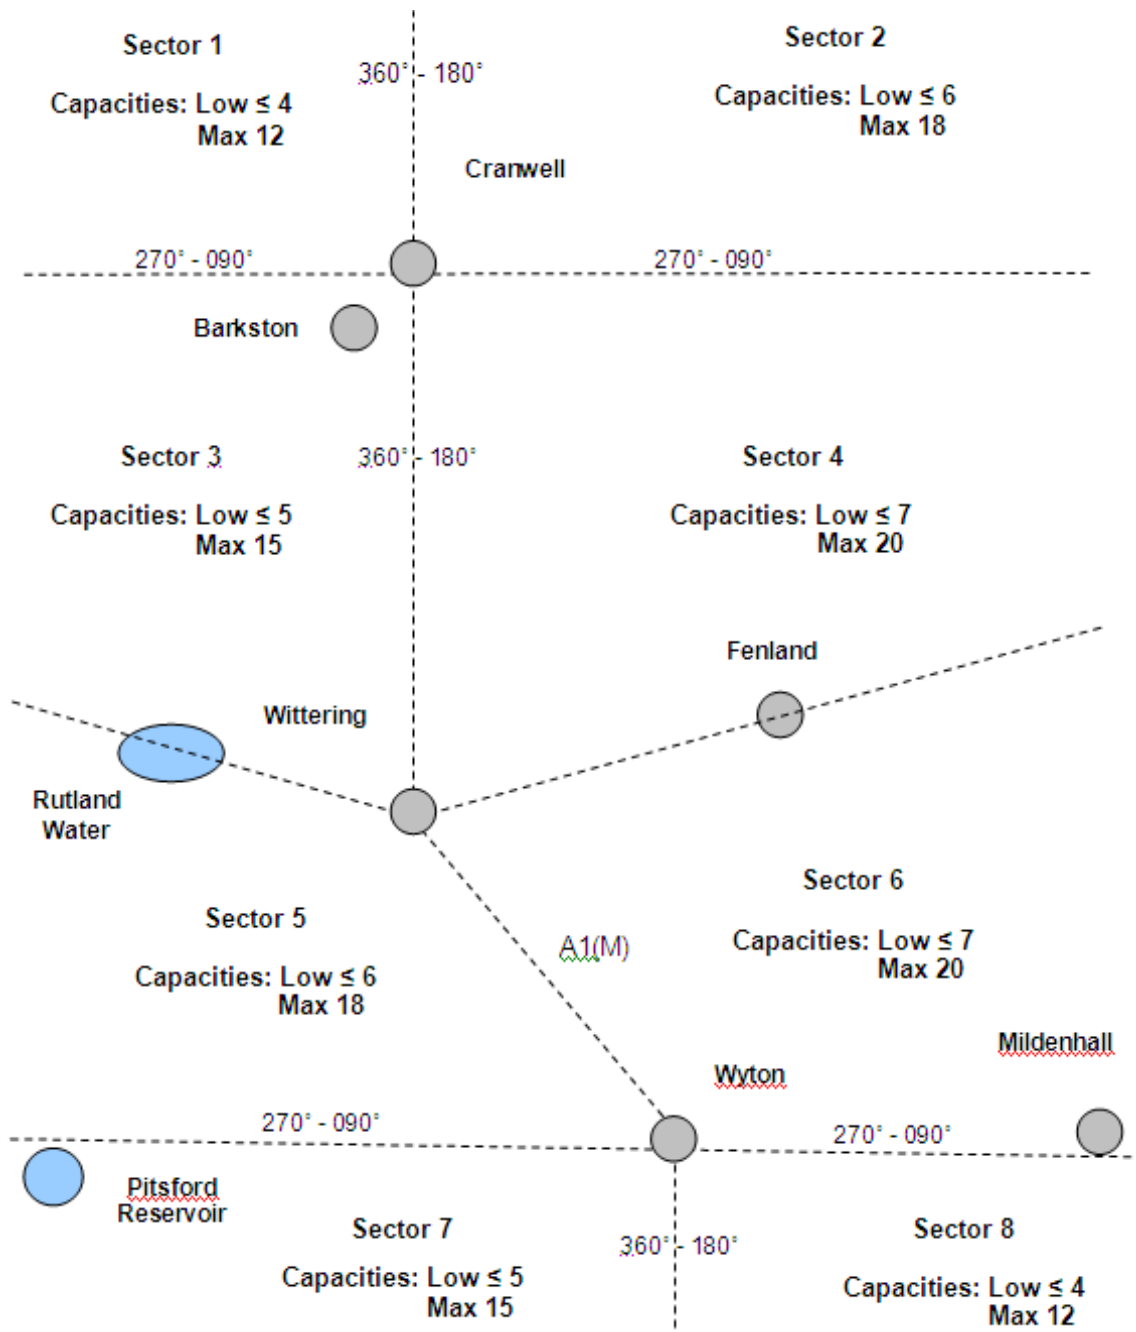 Sector 1
Capacities: Low ≤ 4
Max 12
360° - 180°
Sector 2
Capacities: Low ≤ 6
Max 18
Cranwell
270° - 090°
270° - 090°
Barkston
Sector 3
Capacities: Low ≤ 5
Max 15
360° - 180°
Sector 4
Capacities: Low ≤ 7
Max 20
Fenland
Wittering
Rutland
Water
Sector 5
Capacities: Low ≤ 6
Max 18
A1(M)
Sector 6
Capacities: Low ≤ 7
Max 20
Mildenhall
Wyton
270° - 090°
270° - 090°
Pitsford
Reservoir
Sector 7
Capacities: Low ≤ 5
Max 15
360° - 180°
Sector 8
Capacities: Low ≤ 4
Max 12